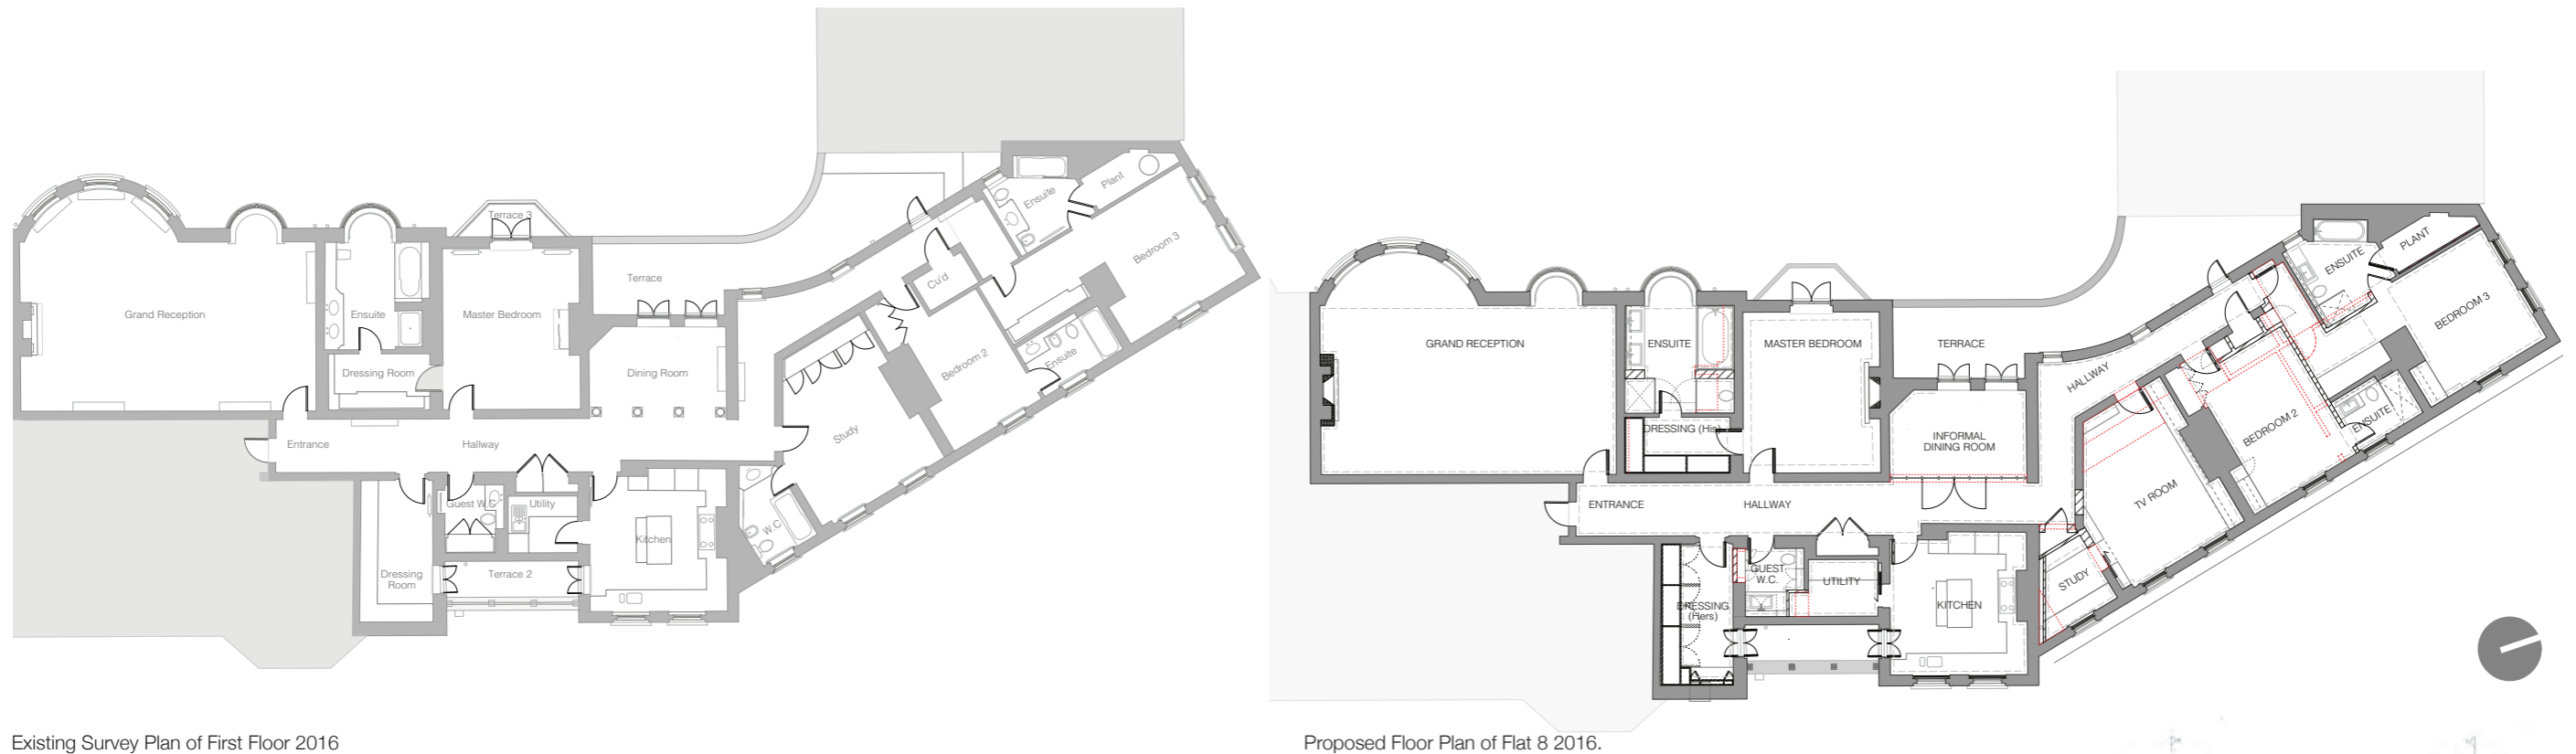 Terrace 3
Grand Reception
Ensuite
Master Bedroom
Terrace
Dressing Room
Dining Room
Entrance
Hallway
Study
Bedroom 2
Cu'd
Ensuite
Plant
Bedroom 3
Ensuite
Guest W.C
Utility
Kitchen
W.C
Dressing
Room
Terrace 2
Existing Survey Plan of First Floor 2016
GRAND RECEPTION
ENSUITE
MASTER BEDROOM
TERRACE
DRESSING (His)
INFORMAL
DINING ROOM
ENTRANCE
HALLWAY
HALLWAY
TV ROOM
BEDROOM 2
ENSUITE
PLANT
BEDROOM 3
ENSUITE
GUEST
W.C.
UTILITY
DRESSING
(Hers)
KITCHEN
STUDY
Proposed Floor Plan of Flat 8 2016.